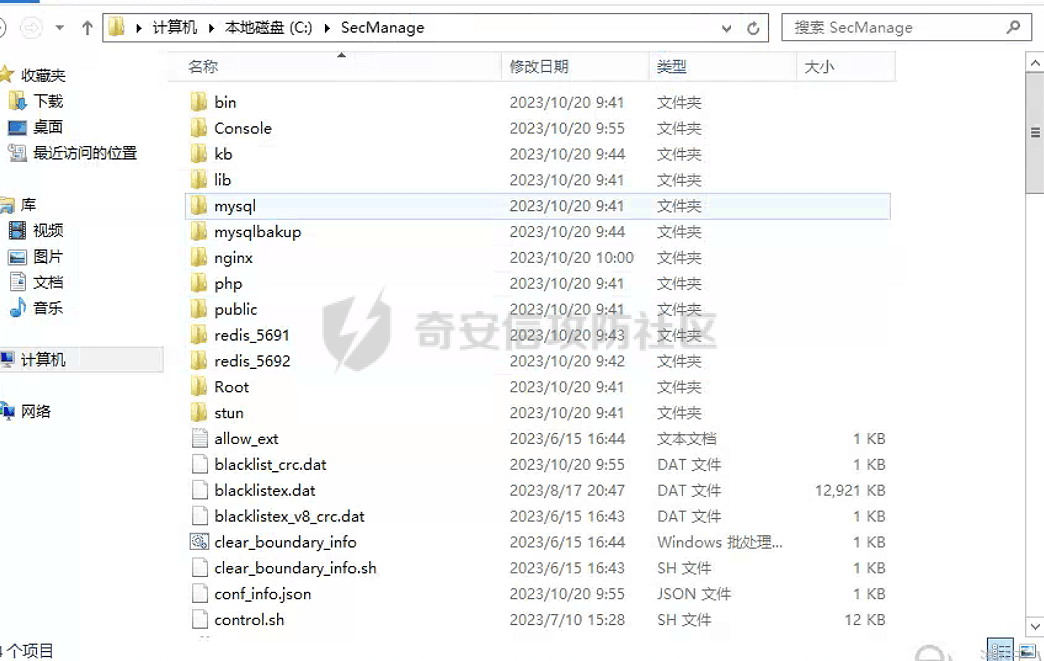 计算机 本地磁盘 (C:) SecManage 搜索 SecManage
名称 修改日期 类型 大小
收藏夹
下载
桌面
最近访问的位置
库
视频
图片
文档
音乐
计算机
网络
bin 2023/10/20 9:41 文件夹
Console 2023/10/20 9:55 文件夹
kb 2023/10/20 9:44 文件夹
lib 2023/10/20 9:41 文件夹
mysql 2023/10/20 9:41 文件夹
mysqlbakup 2023/10/20 9:44 文件夹
nginx 2023/10/20 10:00 文件夹
php 2023/10/20 9:41 文件夹
public 2023/10/20 9:41 文件夹
redis_5691 2023/10/20 9:43 文件夹
redis_5692 2023/10/20 9:42 文件夹
Root 2023/10/20 9:41 文件夹
stun 2023/10/20 9:41 文件夹
allow_ext 2023/6/15 16:44 文本文档 1 KB
blacklist_crc.dat 2023/10/20 9:55 DAT 文件 1 KB
blacklistex.dat 2023/8/17 20:47 DAT 文件 12,921 KB
blacklistex_v8_crc.dat 2023/6/15 16:43 DAT 文件 1 KB
clear_boundary_info 2023/6/15 16:44 Windows 批处理... 1 KB
clear_boundary_info.sh 2023/6/15 16:43 SH 文件 1 KB
conf_info.json 2023/10/20 9:55 JSON 文件 1 KB
control.sh 2023/7/10 15:28 SH 文件 12 KB
奇安信攻防社区
个项目